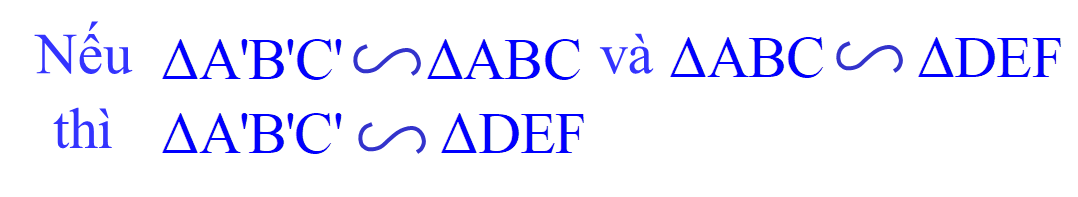 Nếu ΔA'B'C' ∽ ΔABC và ΔABC ∽ ΔDEF
thì ΔA'B'C' ∽ ΔDEF